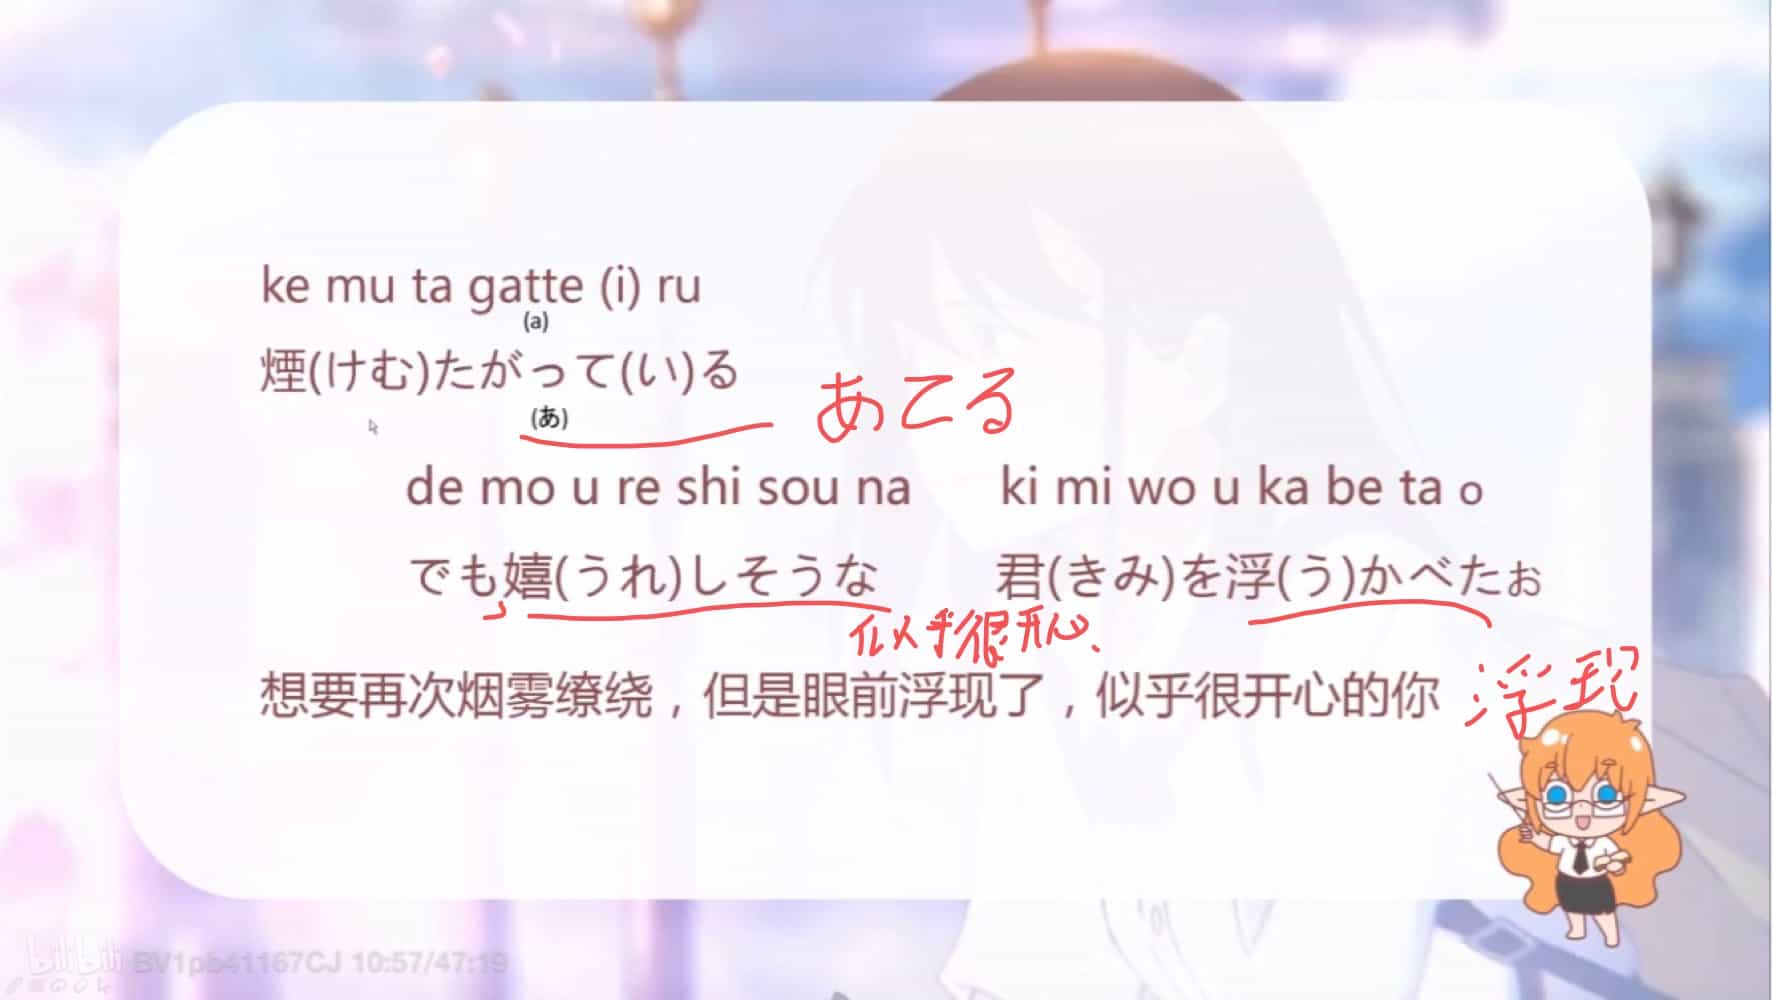 ke mu ta gatte (i) ru
(a)
煙(けむ)たがって(い)る
(あ)
あてる
de mo u re shi sou na ki mi wo u ka be ta o
でも嬉(うれ)しそうな 君(きみ)を浮(う)かべたぉ
似乎很开心、
想要再次烟雾缭绕，但是眼前浮现了，似乎很开心的你
浮现
bilibili BV1pb41167CJ 10:57/47:19